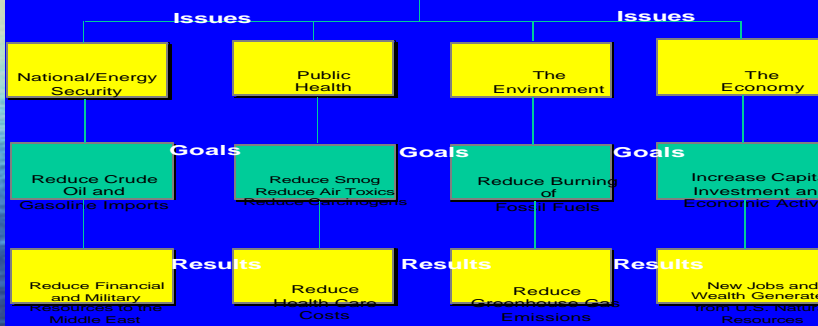 Issues
Issues
National/Energy
Security
Public
Health
The
Environment
The
Economy
Goals
Goals
Goals
Reduce Crude
Oil and
Gasoline Imports
Reduce Smog
Reduce Air Toxics
Reduce Carcinogens
Reduce Burning
of
Fossil Fuels
Increase Capit
Investment an
Economic Activ
Results
Results
Results
Reduce Financial
and Military
Resources to the
Middle East
Reduce
Health Care
Costs
Reduce
Greenhouse Gas
Emissions
New Jobs and
Wealth Generate
from U.S. Natur
Resources